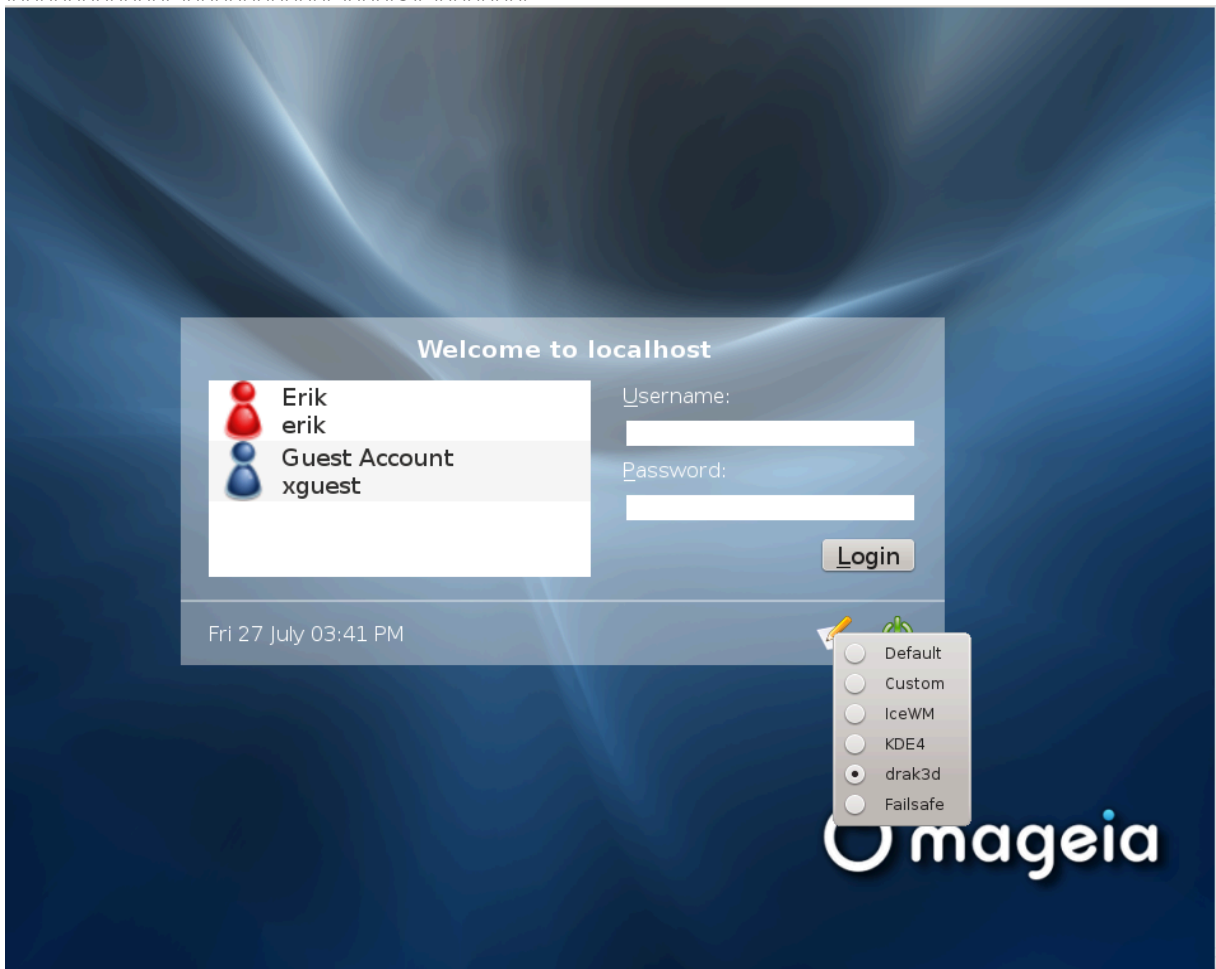 Welcome to localhost
Erik
erik
Guest Account
xguest
Username:
Password:
Login
Fri 27 July 03:41 PM
Default
Custom
IceWM
KDE4
drak3d
Failsafe
mageia